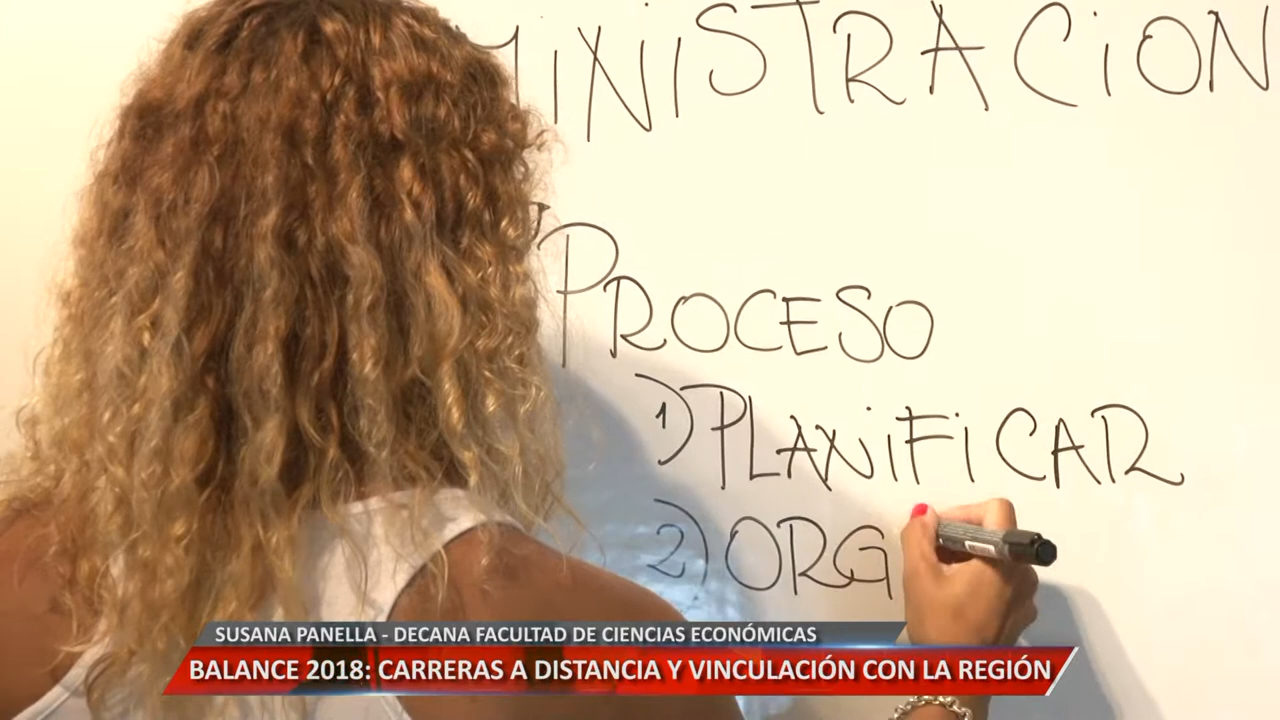 MINISTRACION
PROCESO
1) PLANIFICAR
2) ORG
SUSANA PANELLA - DECANA FACULTAD DE CIENCIAS ECONÓMICAS
BALANCE 2018: CARRERAS A DISTANCIA Y VINCULACIÓN CON LA REGIÓN